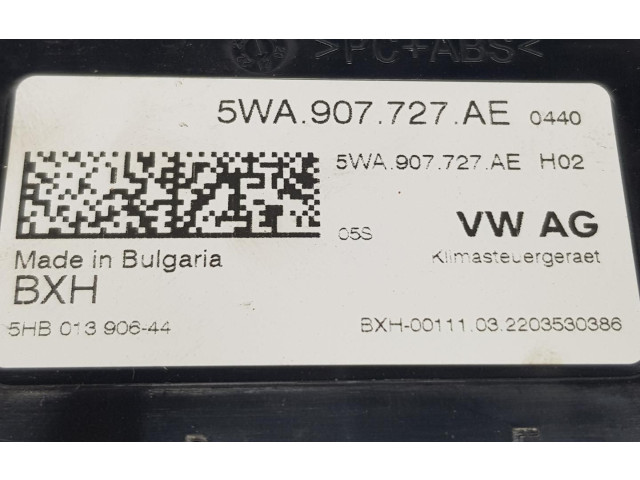 >PC+ABS<
5WA.907.727.AE 0440
5WA.907.727.AE H02
05S VW AG
Made in Bulgaria Klimasteuergeraet
BXH
5HB 013 906-44 BXH-00111.03.2203530386